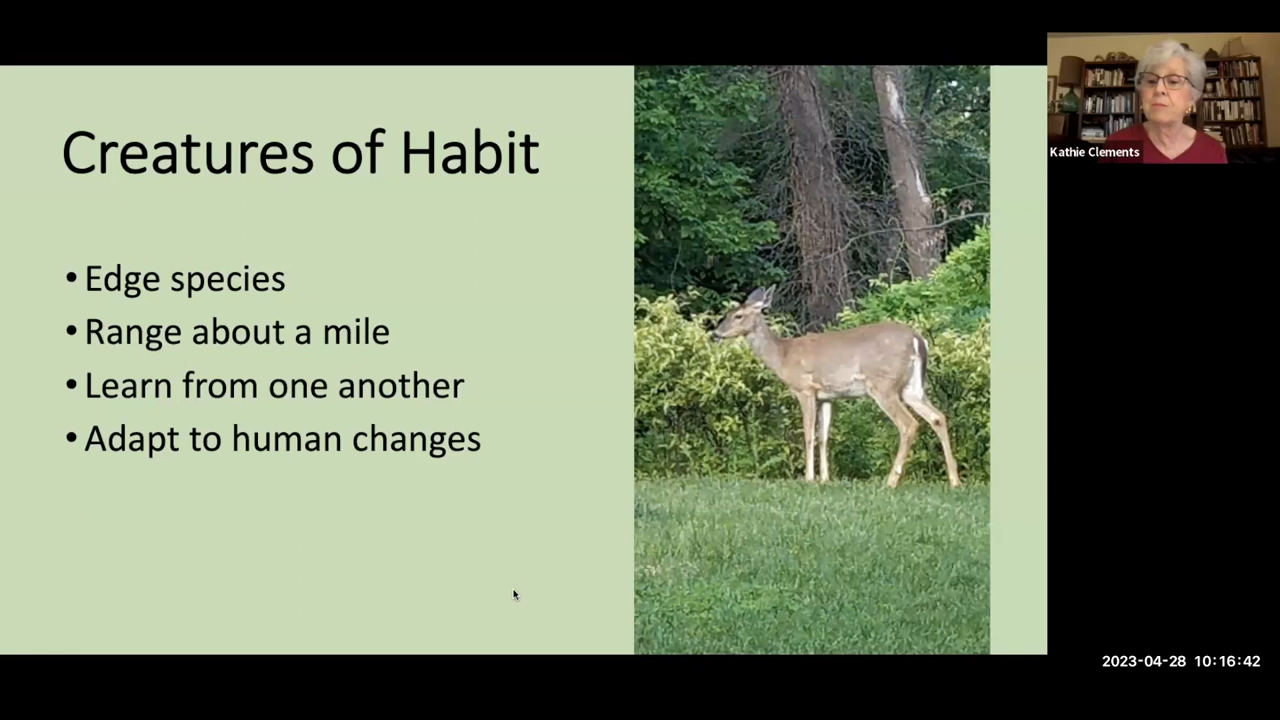 Creatures of Habit
• Edge species
• Range about a mile
• Learn from one another
• Adapt to human changes
Kathie Clements
2023-04-28 10:16:42